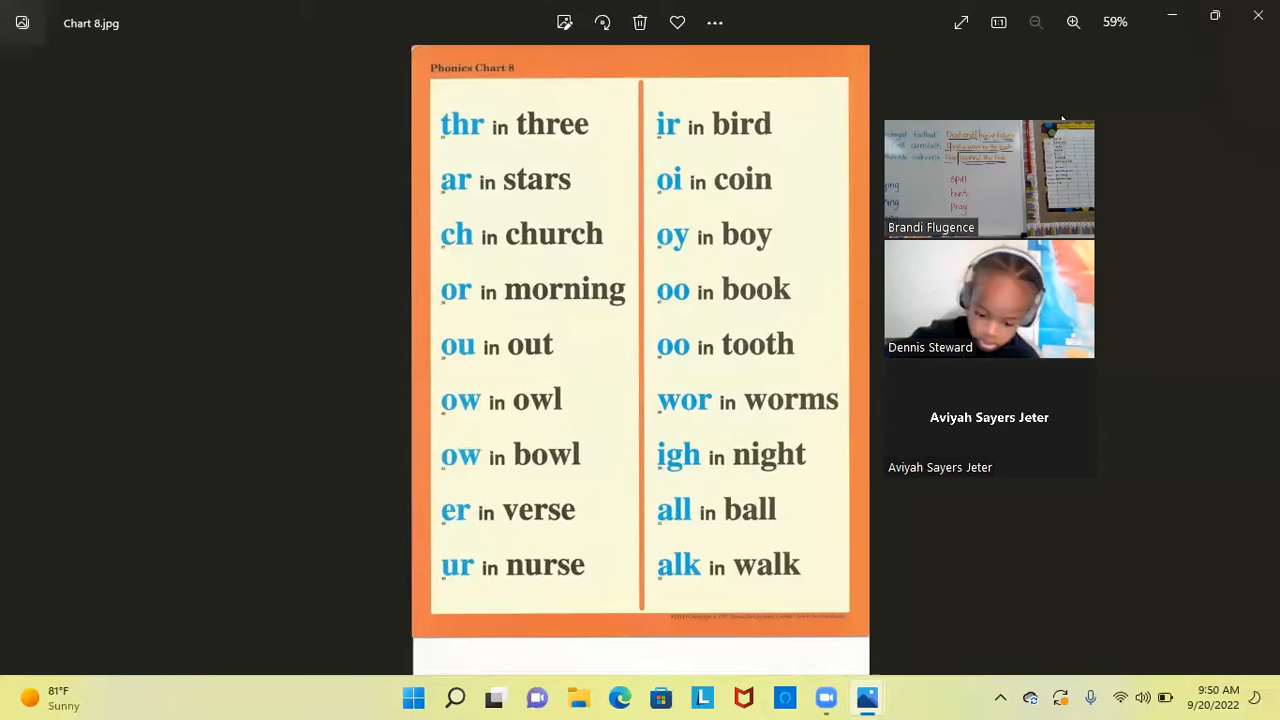 Chart 8.jpg
59%
Phonics Chart 8
thr in three
ar in stars
ch in church
or in morning
ou in out
ow in owl
ow in bowl
er in verse
ur in nurse
ir in bird
oi in coin
oy in boy
oo in book
oo in tooth
wor in worms
igh in night
all in ball
alk in walk
spill
pray
Brandi Flugence
Dennis Steward
Aviyah Sayers Jeter
Aviyah Sayers Jeter
81°F
Sunny
9:50 AM
9/20/2022